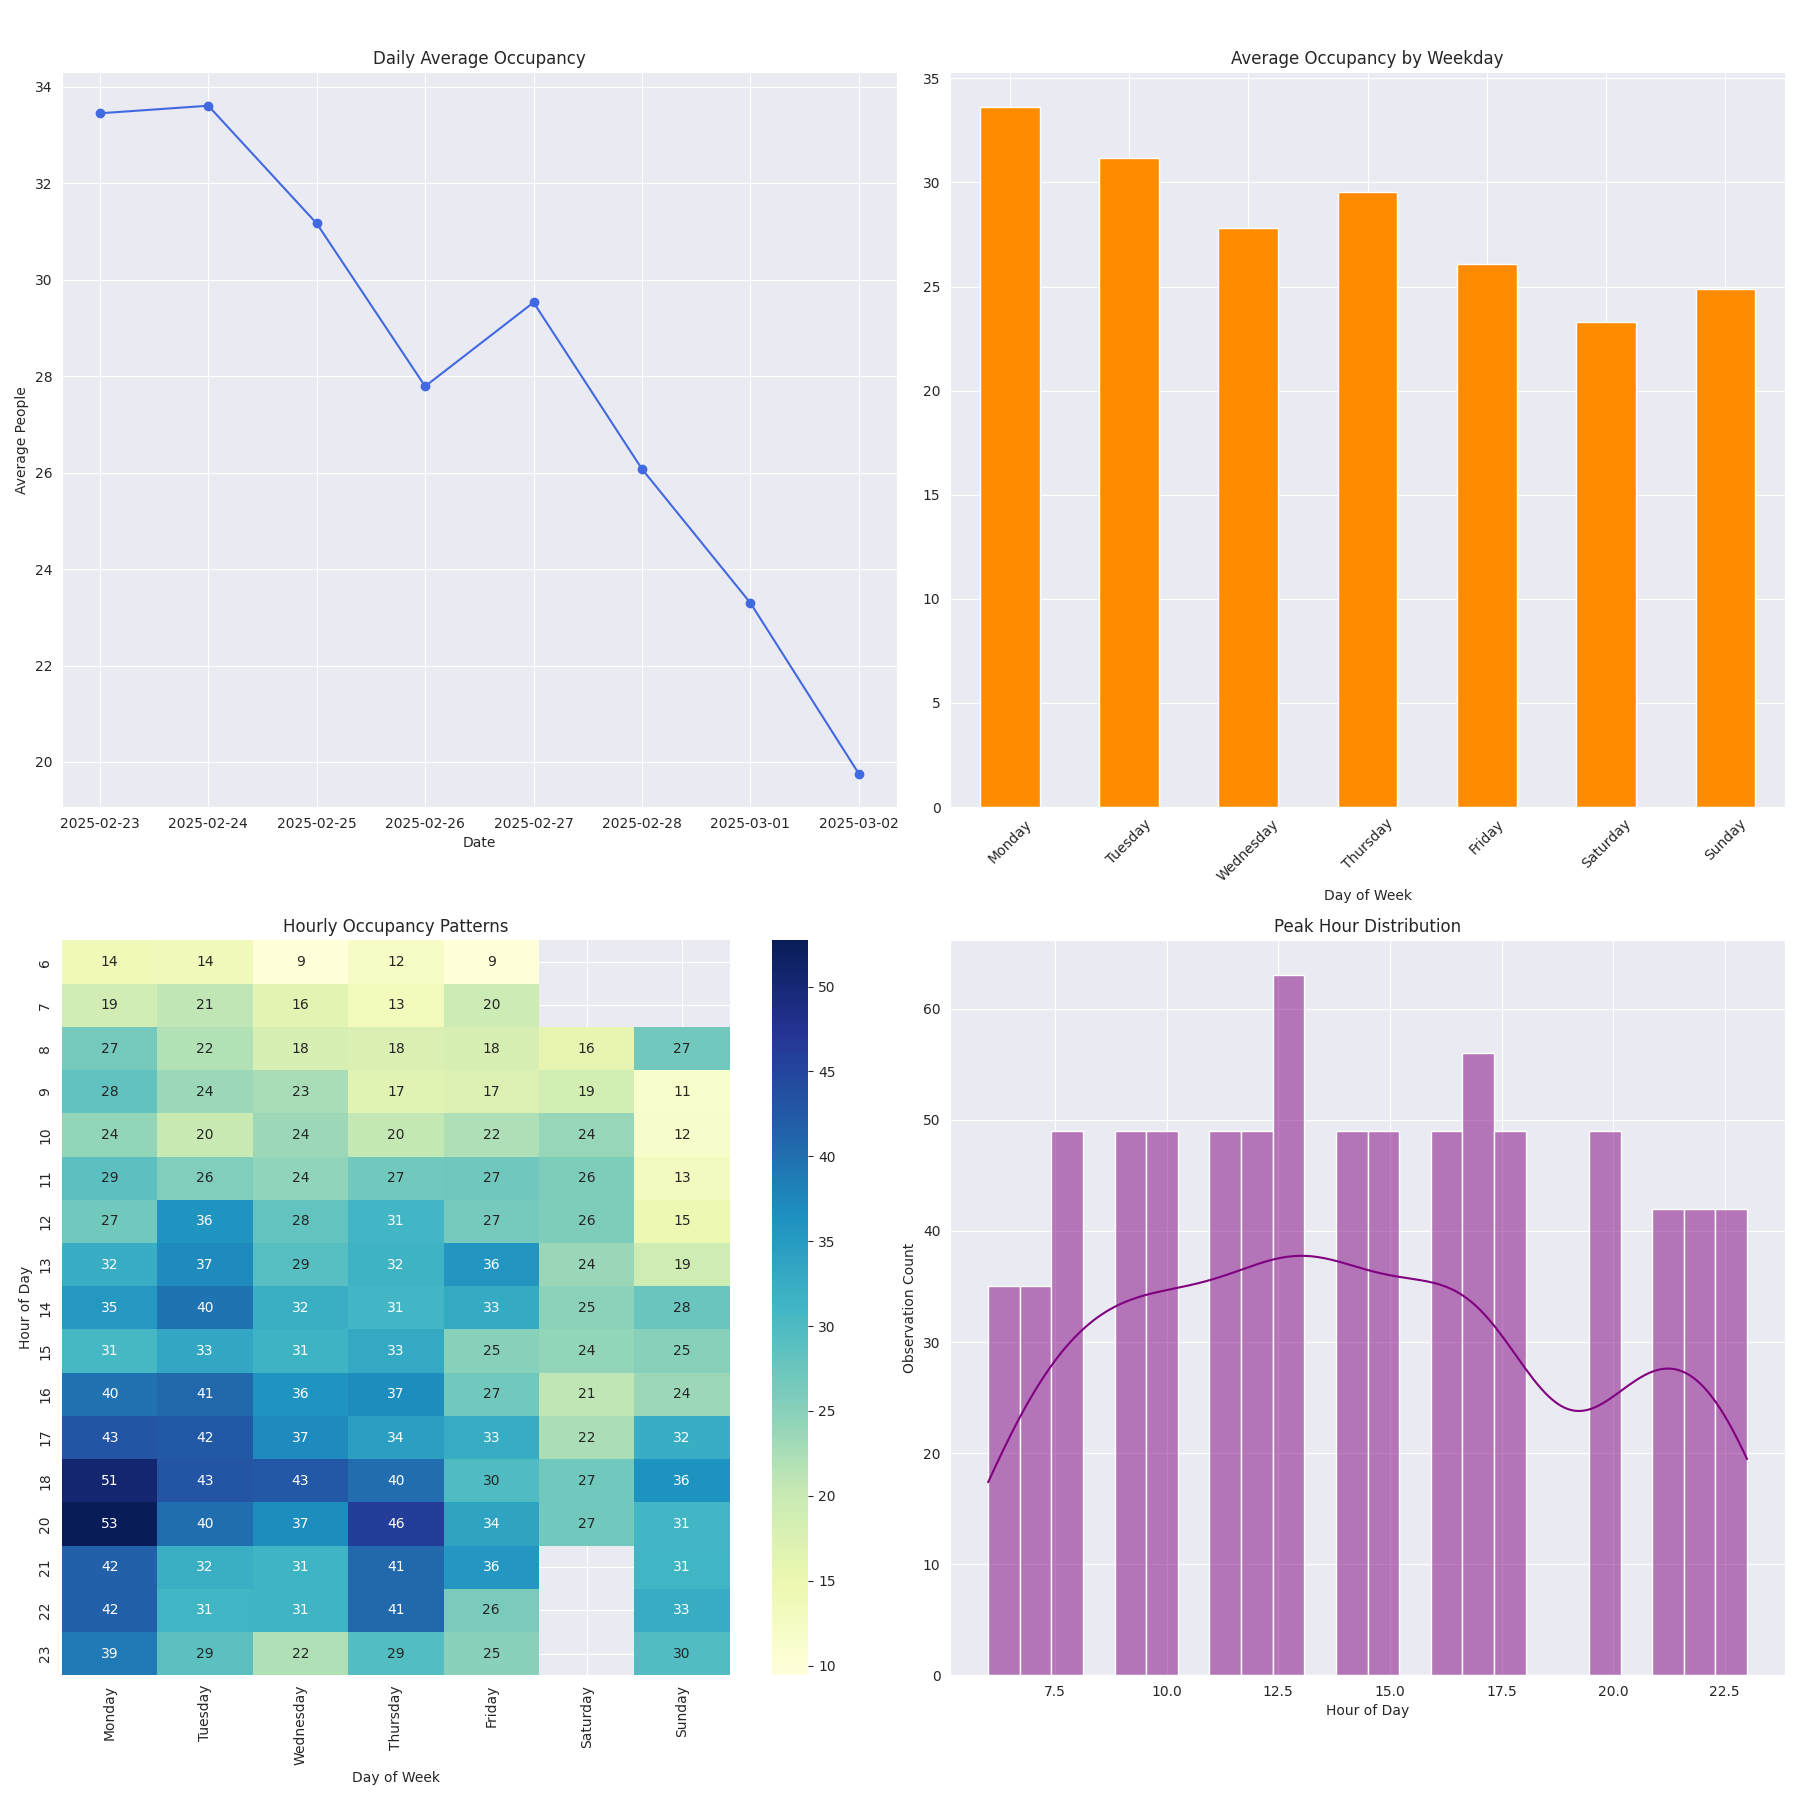 Daily Average Occupancy
34
32
30
28
26
24
22
20
Average People
2025-02-23 2025-02-24 2025-02-25 2025-02-26 2025-02-27 2025-02-28 2025-03-01 2025-03-02
Date
Average Occupancy by Weekday
35
30
25
20
15
10
5
0
Monday Tuesday Wednesday Thursday Friday Saturday Sunday
Day of Week
Hourly Occupancy Patterns
Hour of Day
6 14 14 9 12 9
7 19 21 16 13 20
8 27 22 18 18 18 16 27
9 28 24 23 17 17 19 11
10 24 20 24 20 22 24 12
11 29 26 24 27 27 26 13
12 27 36 28 31 27 26 15
13 32 37 29 32 36 24 19
14 35 40 32 31 33 25 28
15 31 33 31 33 25 24 25
16 40 41 36 37 27 21 24
17 43 42 37 34 33 22 32
18 51 43 43 40 30 27 36
20 53 40 37 46 34 27 31
21 42 32 31 41 36 31
22 42 31 31 41 26 33
23 39 29 22 29 25 30
Monday Tuesday Wednesday Thursday Friday Saturday Sunday
Day of Week
50
45
40
35
30
25
20
15
10
Peak Hour Distribution
60
50
40
30
20
10
0
Observation Count
7.5 10.0 12.5 15.0 17.5 20.0 22.5
Hour of Day